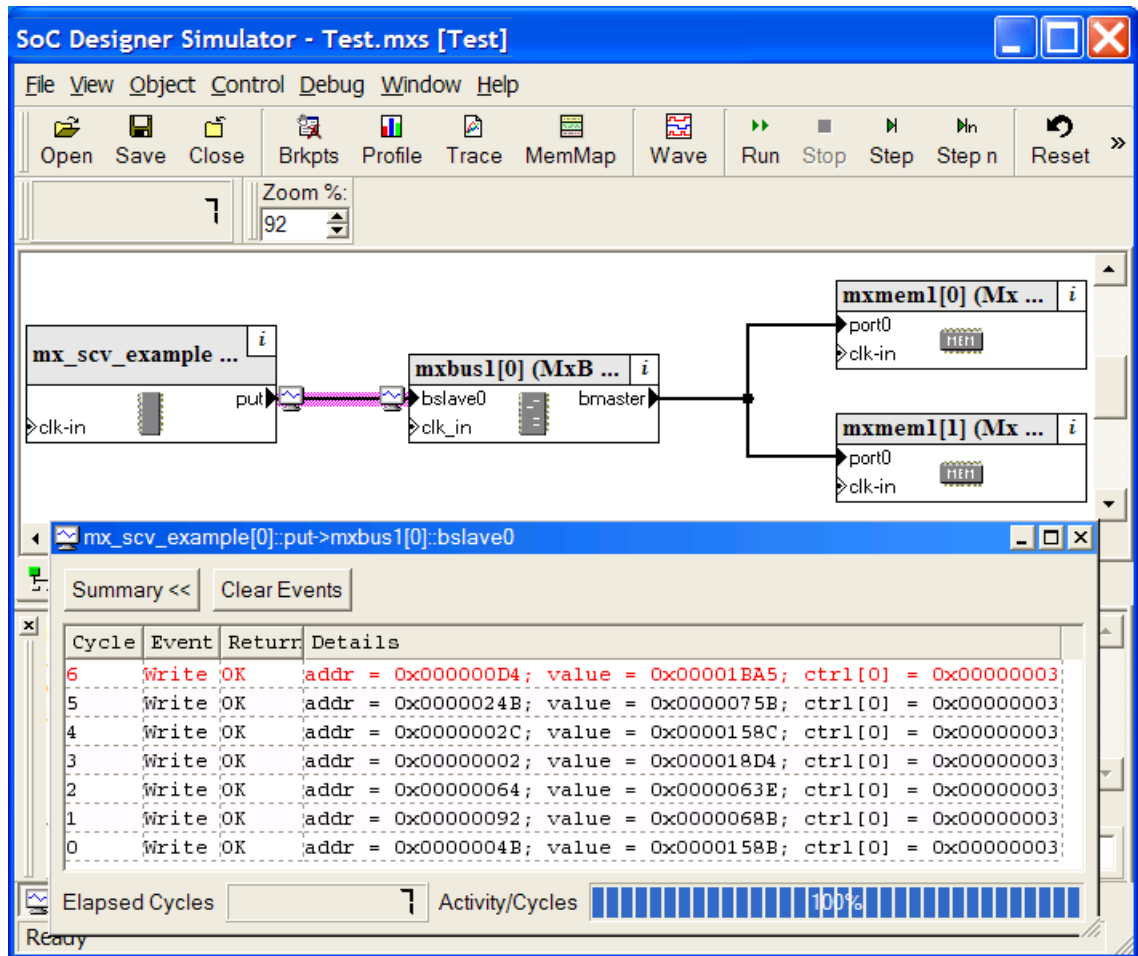 SoC Designer Simulator - Test.mxs [Test]
File View Object Control Debug Window Help
Open Save Close Brkpts Profile Trace MemMap Wave Run Stop Step Step n Reset »
7 Zoom %:
92
mxmem1[0] (Mx ... i
port0
MEM
clk-in
mx_scv_example ... i
put
clk-in
mxbus1[0] (MxB ... i
bslave0 bmaster
clk_in
mxmem1[1] (Mx ... i
port0
MEM
clk-in
mx_scv_example[0]::put->mxbus1[0]::bslave0
Summary << Clear Events
Cycle Event Return Details
6 Write OK addr = 0x000000D4; value = 0x00001BA5; ctrl[0] = 0x00000003
5 Write OK addr = 0x0000024B; value = 0x0000075B; ctrl[0] = 0x00000003
4 Write OK addr = 0x0000002C; value = 0x0000158C; ctrl[0] = 0x00000003
3 Write OK addr = 0x00000002; value = 0x000018D4; ctrl[0] = 0x00000003
2 Write OK addr = 0x00000064; value = 0x0000063E; ctrl[0] = 0x00000003
1 Write OK addr = 0x00000092; value = 0x0000068B; ctrl[0] = 0x00000003
0 Write OK addr = 0x0000004B; value = 0x0000158B; ctrl[0] = 0x00000003
Elapsed Cycles 7 Activity/Cycles 100%
Ready